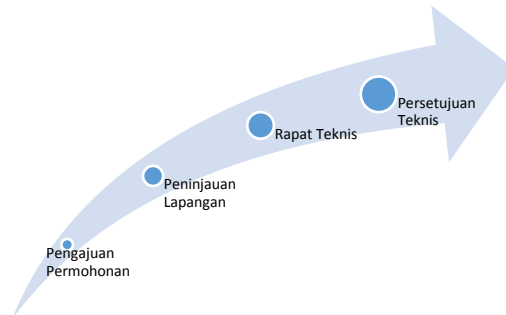 Pengajuan
Permohonan
Peninjauan
Lapangan
Rapat Teknis
Persetujuan
Teknis